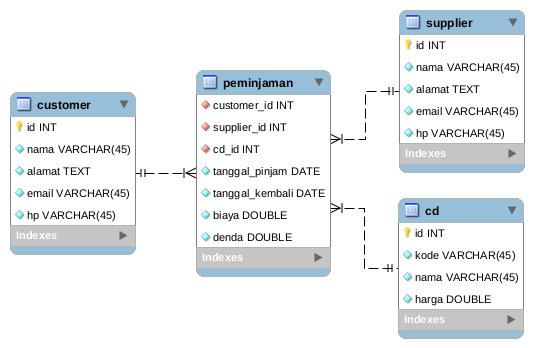 customer
id INT
nama VARCHAR(45)
alamat TEXT
email VARCHAR(45)
hp VARCHAR(45)
Indexes
peminjaman
customer_id INT
supplier_id INT
cd_id INT
tanggal_pinjam DATE
tanggal_kembali DATE
biaya DOUBLE
denda DOUBLE
Indexes
supplier
id INT
nama VARCHAR(45)
alamat TEXT
email VARCHAR(45)
hp VARCHAR(45)
Indexes
cd
id INT
kode VARCHAR(45)
nama VARCHAR(45)
harga DOUBLE
Indexes